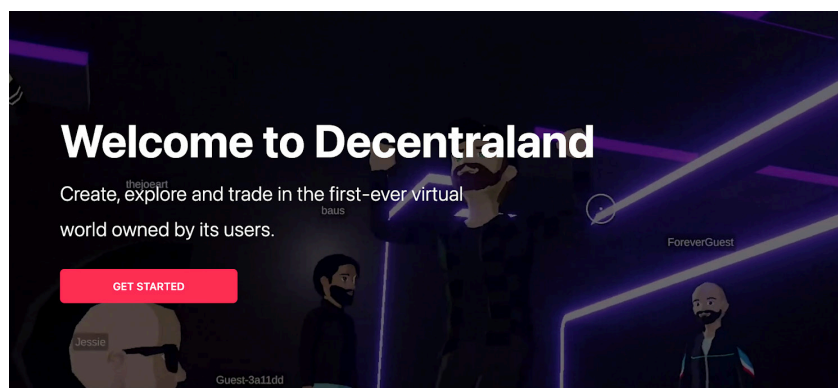 Welcome to Decentraland
thejoeart
Create, explore and trade in the first-ever virtual
baus
world owned by its users.
ForeverGuest
GET STARTED
Jessie
Guest-3a11dd